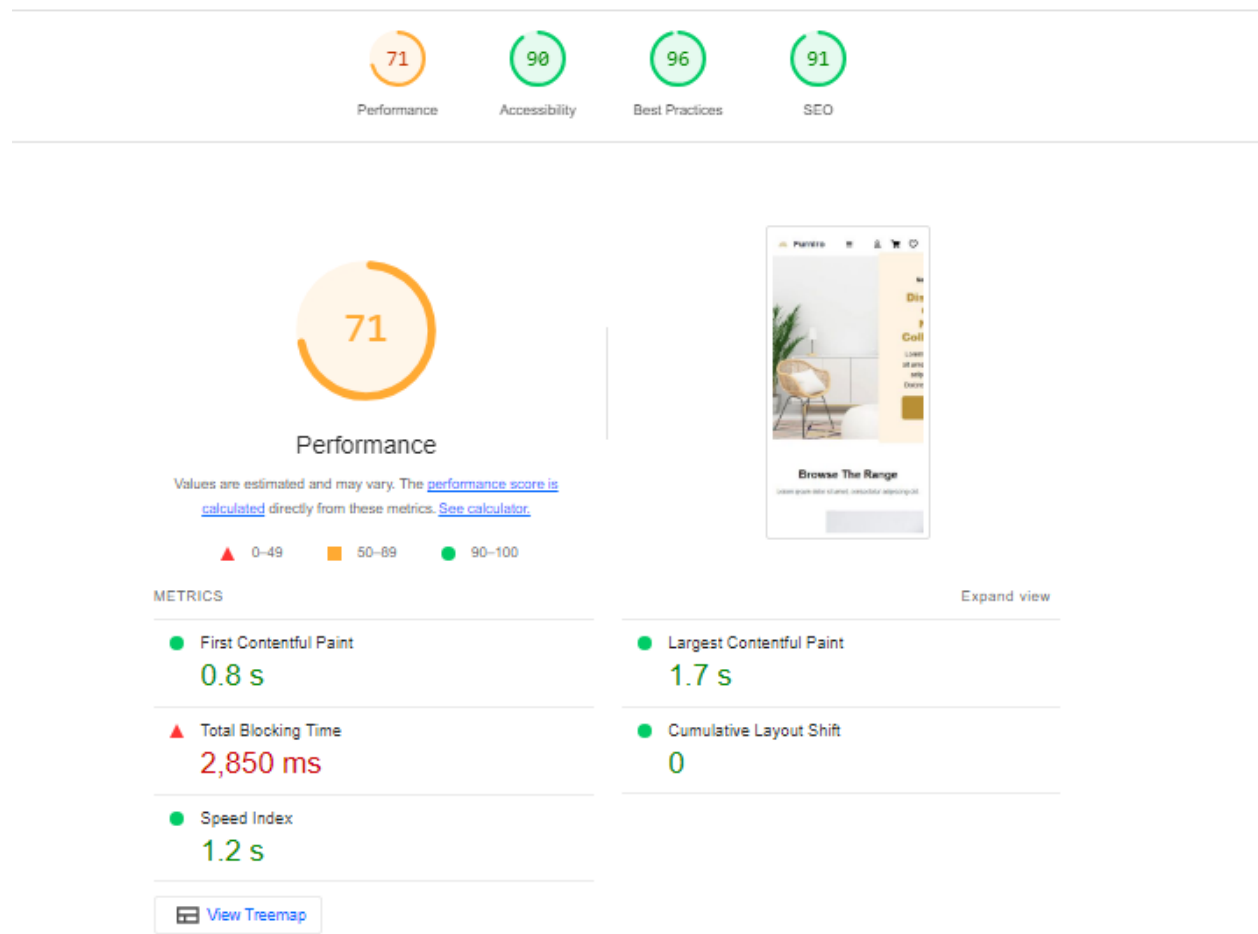 71
90
96
91
Performance
Accessibility
Best Practices
SEO
71
Performance
Values are estimated and may vary. The performance score is
calculated directly from these metrics. See calculator.
0–49
50–89
90–100
Browse The Range
METRICS
Expand view
First Contentful Paint
0.8 s
Largest Contentful Paint
1.7 s
Total Blocking Time
2,850 ms
Cumulative Layout Shift
0
Speed Index
1.2 s
View Treemap